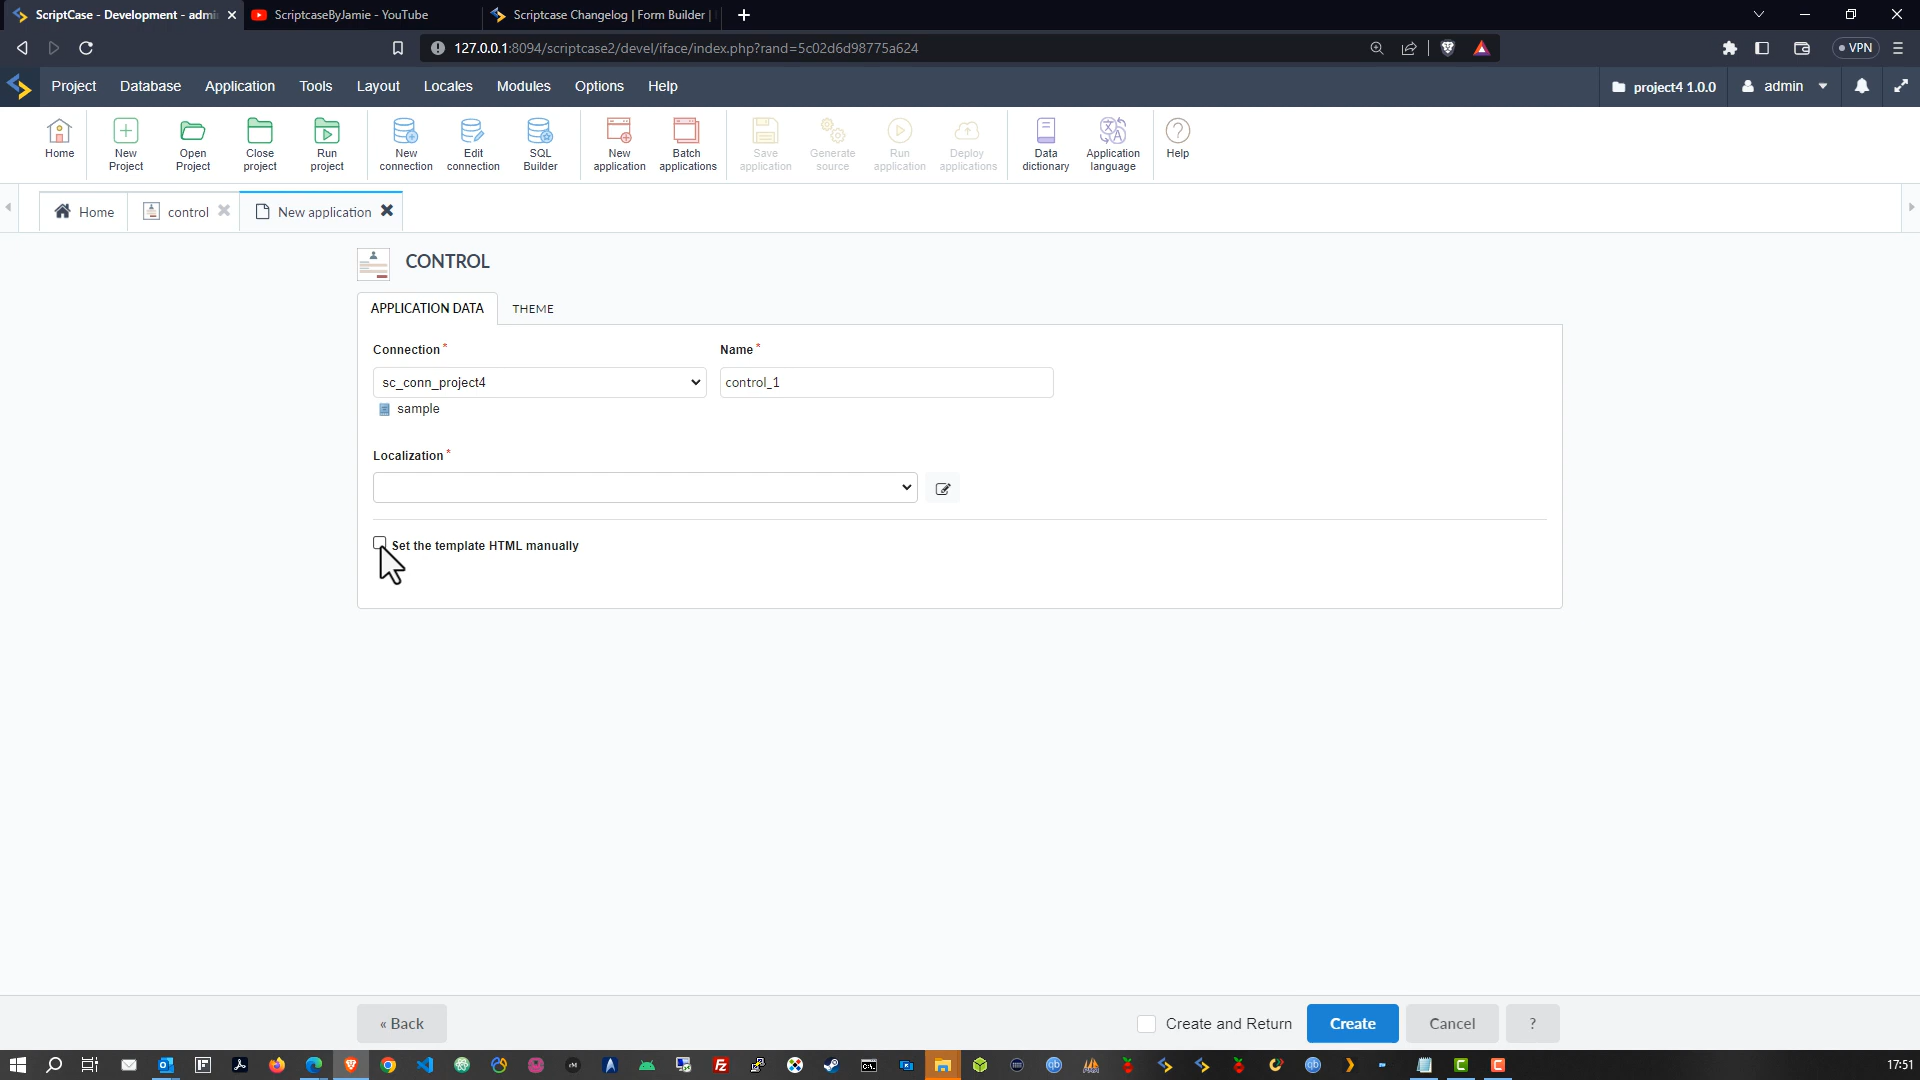 ScriptCase - Development - admi
ScriptcaseByJamie - YouTube
Scriptcase Changelog | Form Builder |
127.0.0.1:8094/scriptcase2/devel/iface/index.php?rand=5c02d6d98775a624
VPN
Project Database Application Tools Layout Locales Modules Options Help
project4 1.0.0
admin
Home
New Project
Open Project
Close project
Run project
New connection
Edit connection
SQL Builder
New application
Batch applications
Save application
Generate source
Run application
Deploy applications
Data dictionary
Application language
Help
Home
control
New application
CONTROL
APPLICATION DATA
THEME
Connection *
Name *
sc_conn_project4
control_1
sample
Localization *
Set the template HTML manually
« Back
Create and Return
Create
Cancel
?
17:51